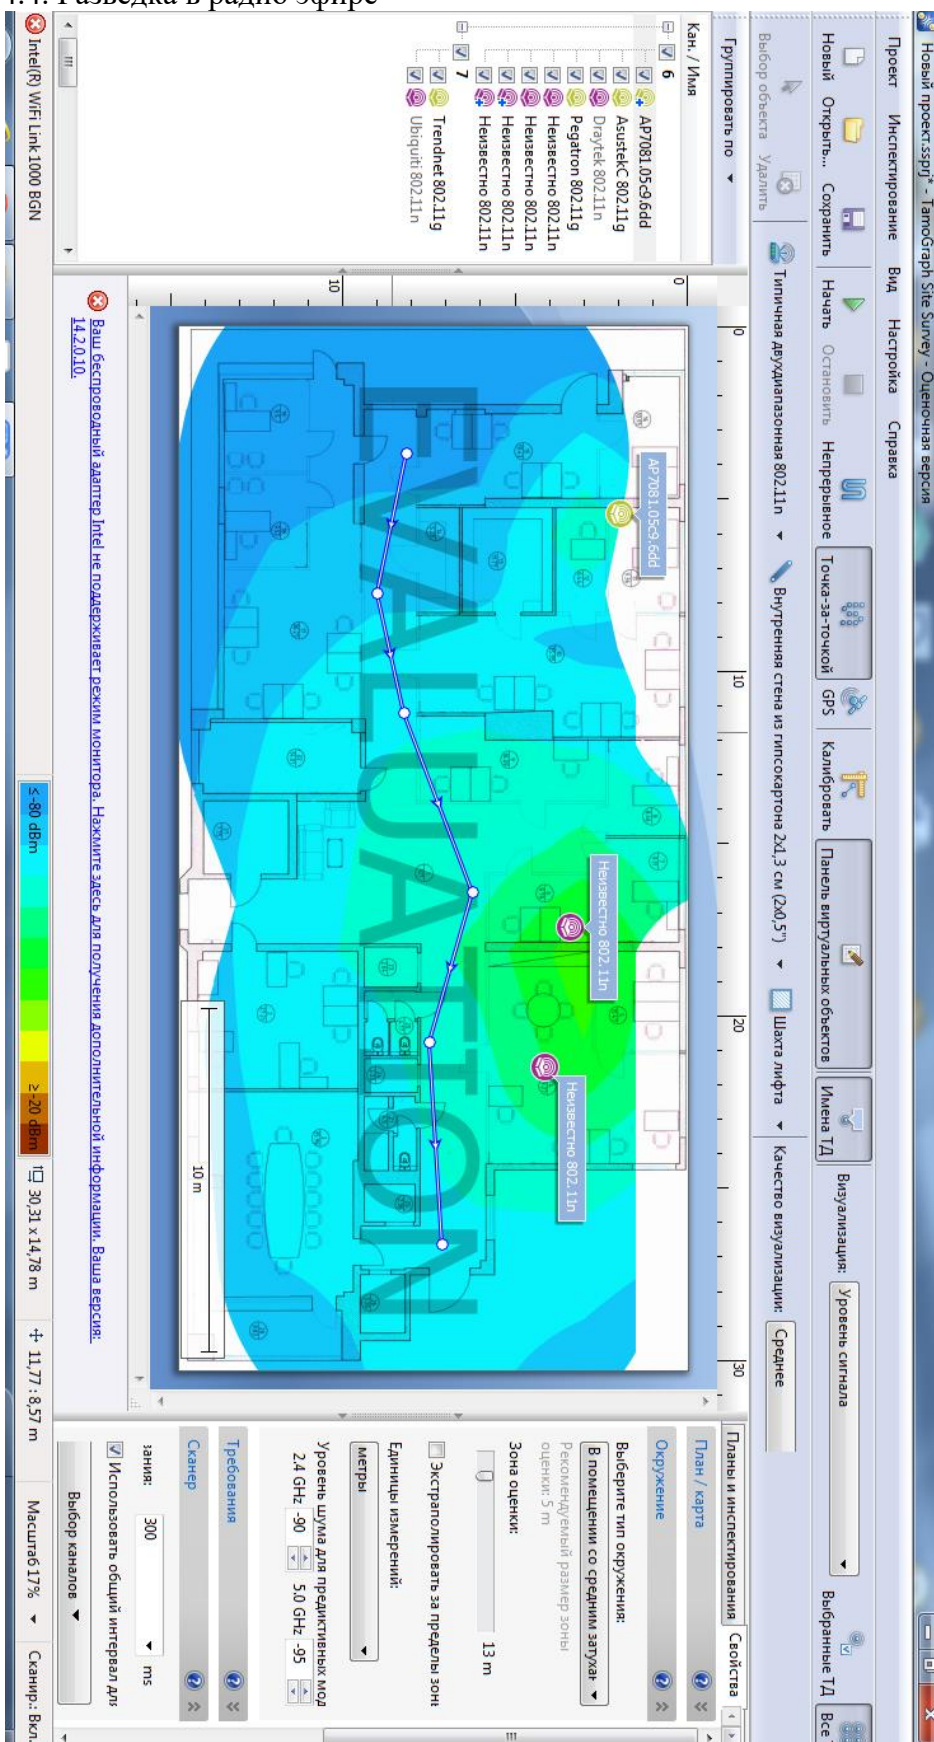 4.4. Разведка в радио эфире
Новый проект.ssprj* - TamoGraph Site Survey - Оценочная версия
Проект Инспектирование Вид Настройка Справка
Новый Открыть... Сохранить Начать Остановить Непрерывное Точка-за-точкой GPS Калибровать Панель виртуальных объектов Имена ТД Визуализация: Уровень сигнала Выбранные ТД Все
Выбор объекта Удалить Типичная двухдиапазонная 802.11n Внутренняя стена из гипсокартона 2x1,3 см (2x0,5") Шахта лифта Качество визуализации: Среднее
Группировать по
Кан. / Имя
6
AP7081.05c9.6dd
AsustekC 802.11g
Draytek 802.11n
Pegatron 802.11g
Неизвестно 802.11n
Неизвестно 802.11n
Неизвестно 802.11n
Неизвестно 802.11n
7
Trendnet 802.11g
Ubiquiti 802.11n
0 10 20 30
0
10
AP7081.05c9.6dd
Неизвестно 802.11n
Неизвестно 802.11n
EVALUATION
10 m
Планы и инспектирования Свойства
План / карта
Окружение
Выберите тип окружения:
В помещении со средним затухан
Рекомендуемый размер зоны
оценки: 5 m
Зона оценки:
13 m
Экстраполировать за пределы зоны
Единицы измерений:
метры
Уровень шума для предиктивных мод
2.4 GHz -90 5.0 GHz -95
Требования
Сканер
зания: 300 ms
Использовать общий интервал для
Выбор каналов
Ваш беспроводный адаптер Intel не поддерживает режим монитора. Нажмите здесь для получения дополнительной информации. Ваша версия:
14.2.0.10.
Intel(R) WiFi Link 1000 BGN ≤-80 dBm ≥-20 dBm 30,31 x 14,78 m 11,77 : 8,57 m Масштаб 17% Сканир.: Вкл.